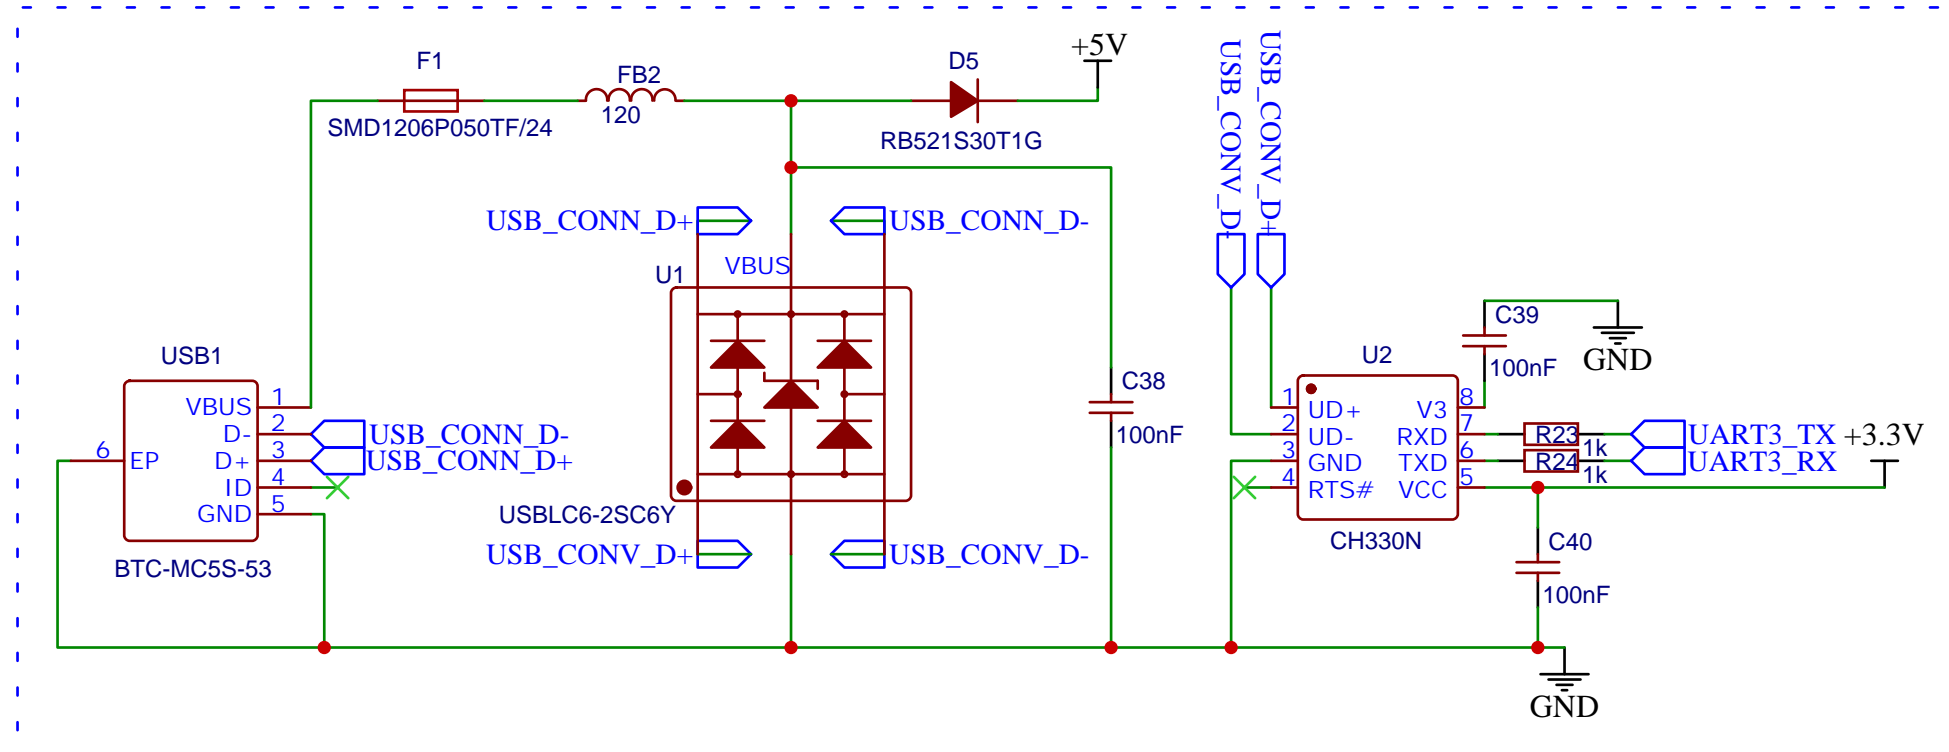 F1
SMD1206P050TF/24
FB2
120
D5
RB521S30T1G
+5V
USB_CONV_D-
USB_CONV_D+
USB_CONN_D+
USB_CONN_D-
U1
VBUS
USBLC6-2SC6Y
USB_CONV_D+
USB_CONV_D-
USB1
VBUS 1
D- 2
D+ 3
ID 4
GND 5
6 EP
USB_CONN_D-
USB_CONN_D+
BTC-MC5S-53
C38
100nF
C39
100nF
GND
U2
1 UD+
2 UD-
3 GND
4 RTS#
V3 8
RXD 7
TXD 6
VCC 5
CH330N
R23
1k
R24
1k
UART3_TX
UART3_RX
+3.3V
C40
100nF
GND